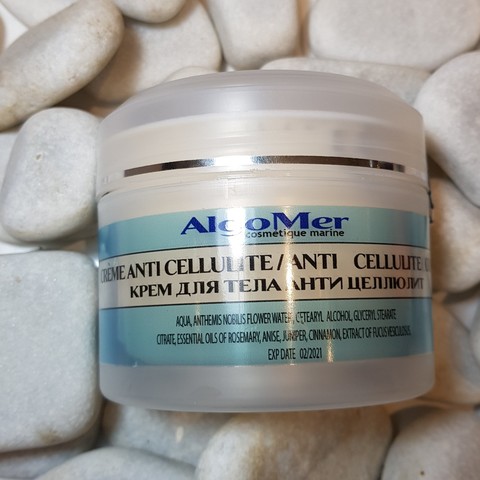 AlgoMer
cosmetique marine
CRÈME ANTI CELLULITE / ANTI CELLULITE
КРЕМ ДЛЯ ТЕЛА АНТИ ЦЕЛЛЮЛИТ
AQUA, ANTHEMIS NOBILIS FLOWER WATER, CETEARYL ALCOHOL, GLYCERYL STEARATE
CITRATE, ESSENTIAL OILS OF ROSEMARY, ANISE, JUNIPER, CINNAMON, EXTRACT OF FUCUS VESICULOSUS,
EXP DATE 02/2021